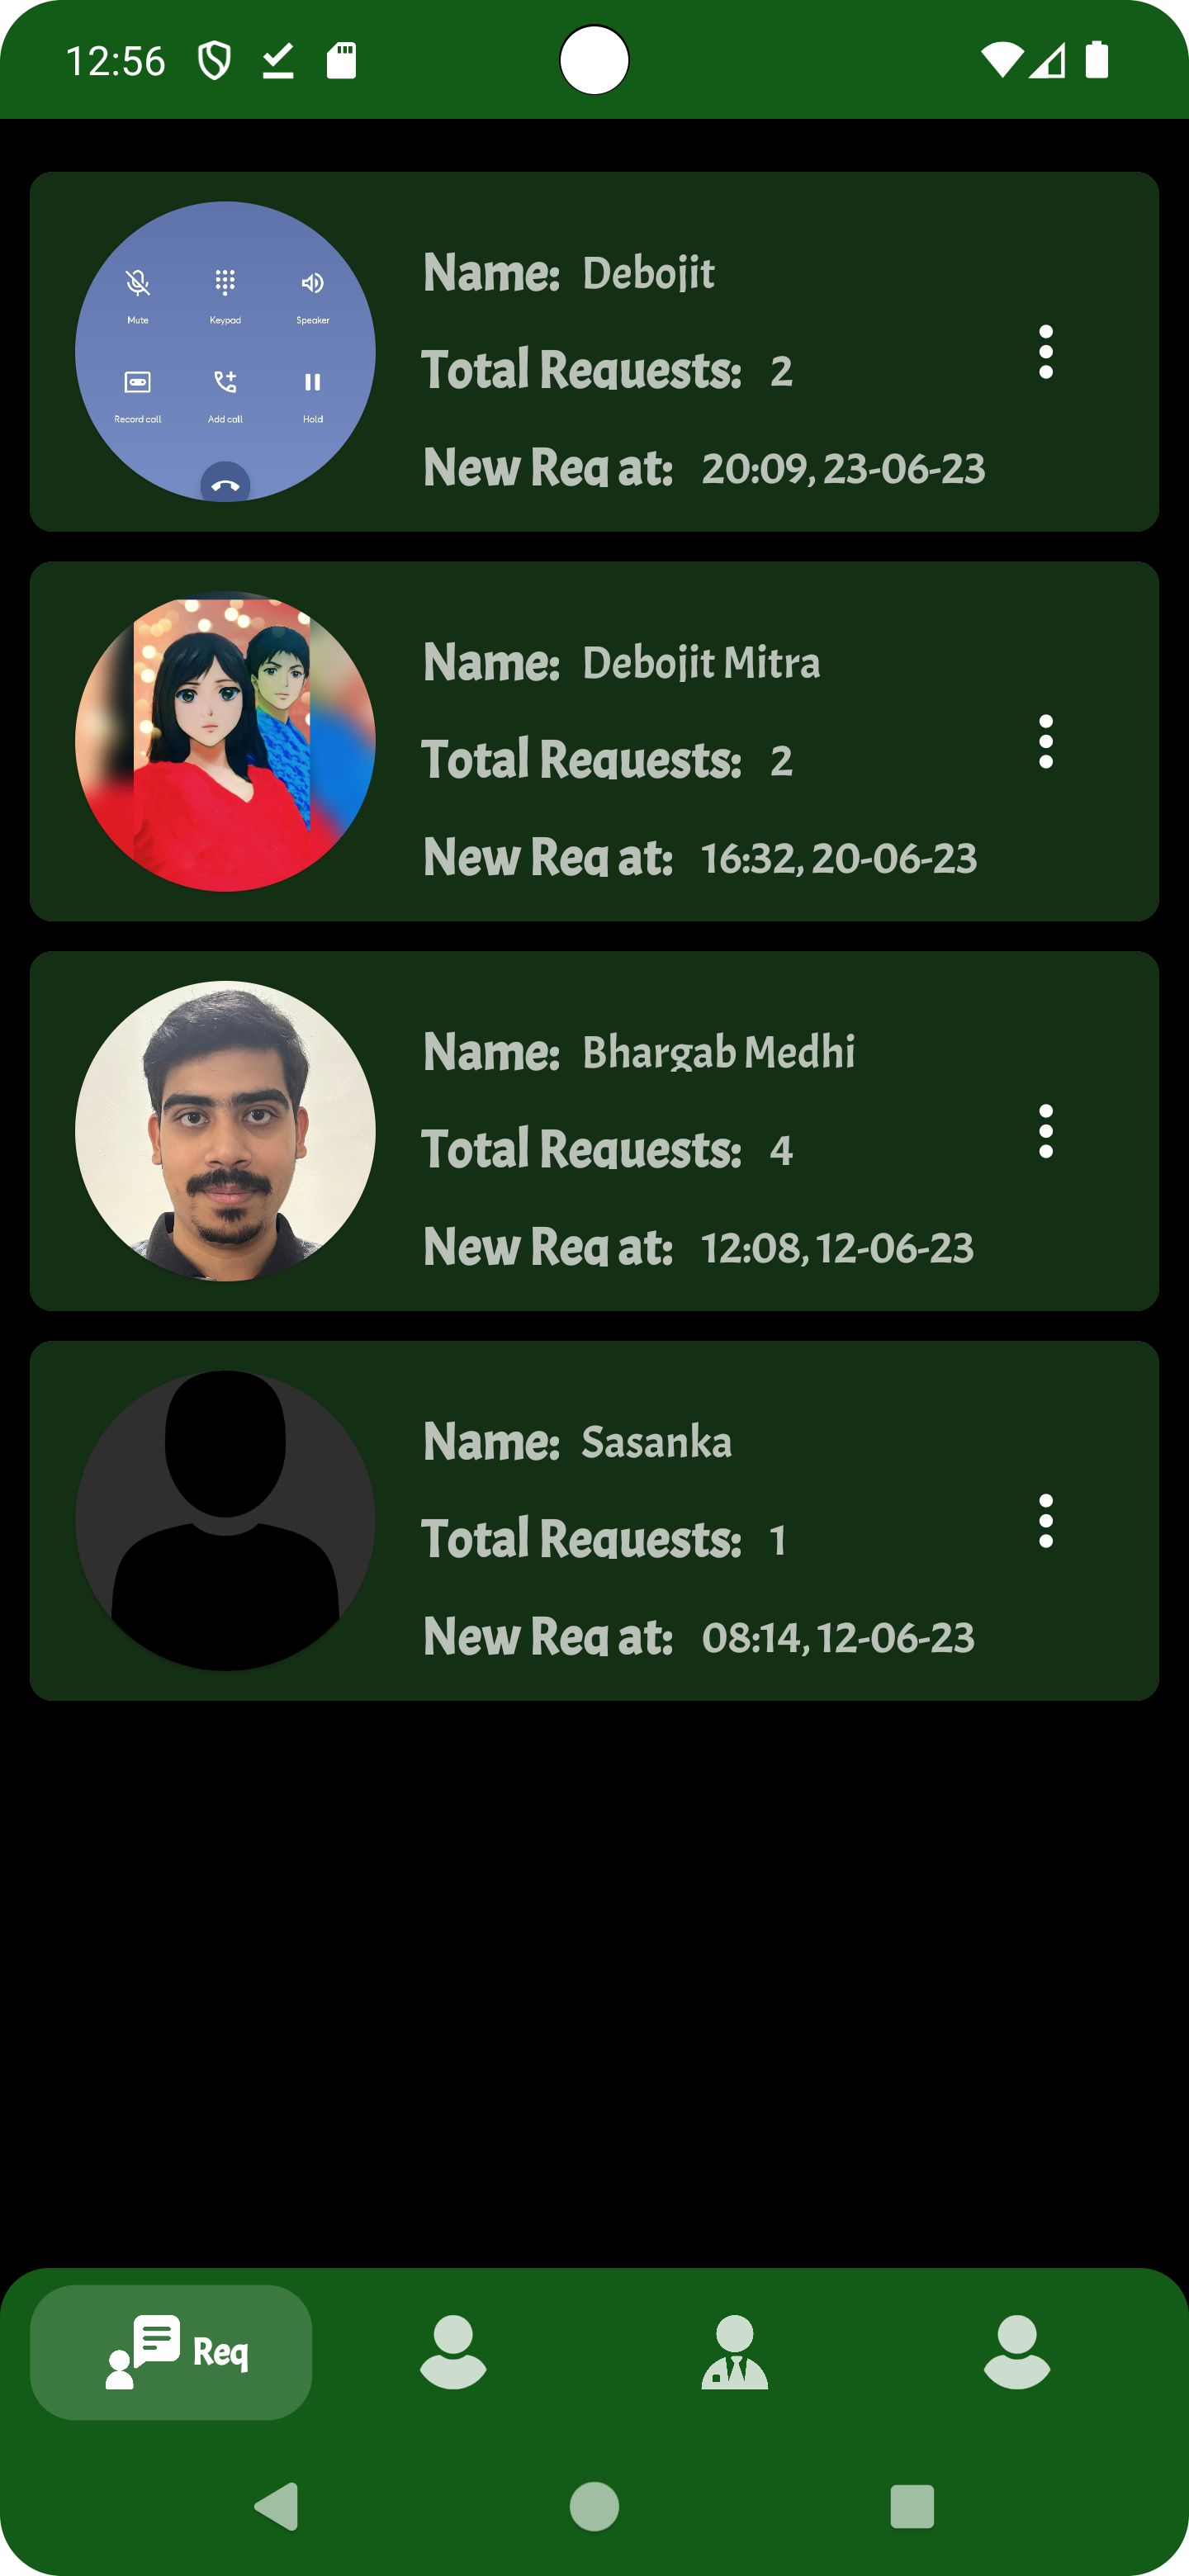 12:56
Mute Keypad Speaker
Record call Add call Hold
Name: Debojit
Total Requests: 2
New Req at: 20:09, 23-06-23
Name: Debojit Mitra
Total Requests: 2
New Req at: 16:32, 20-06-23
Name: Bhargab Medhi
Total Requests: 4
New Req at: 12:08, 12-06-23
Name: Sasanka
Total Requests: 1
New Req at: 08:14, 12-06-23
Req